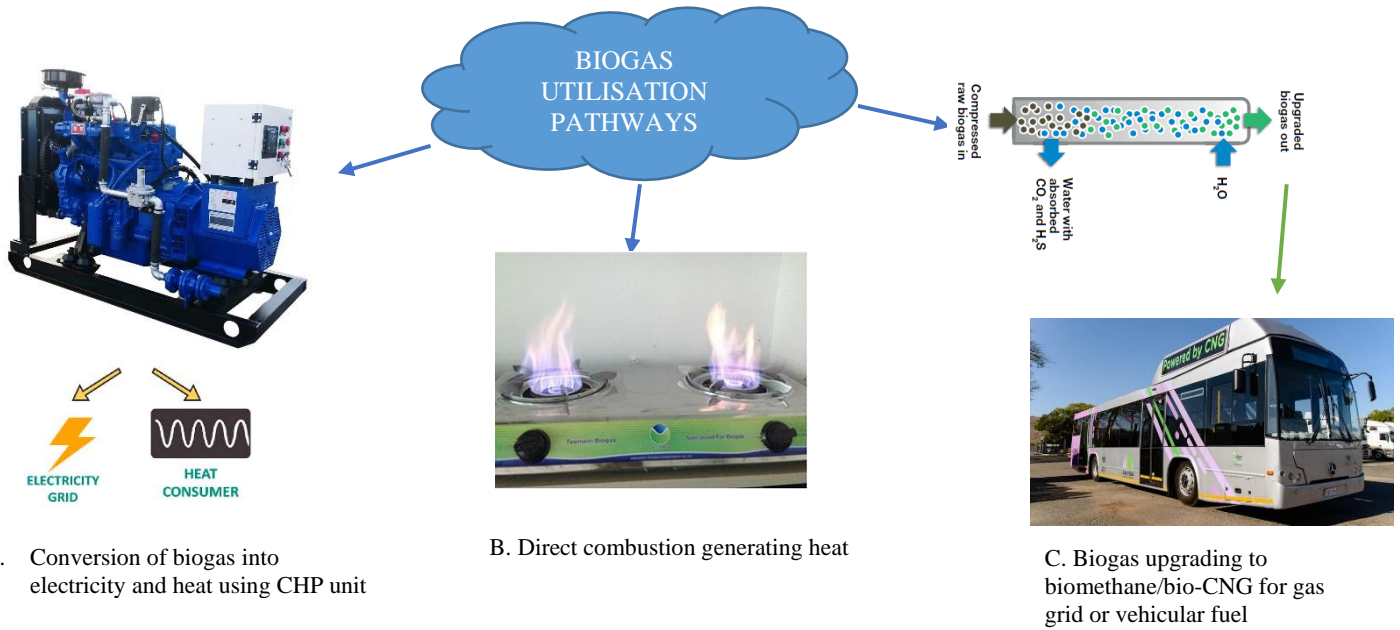 BIOGAS
UTILISATION
PATHWAYS
Compressed
raw biogas in
Water with
absorbed
CO₂ and H₂S
H₂O
Upgraded
biogas out
Powered by CNG
Teenwin Biogas
ELECTRICITY
GRID
HEAT
CONSUMER
. Conversion of biogas into
electricity and heat using CHP unit
B. Direct combustion generating heat
C. Biogas upgrading to
biomethane/bio-CNG for gas
grid or vehicular fuel